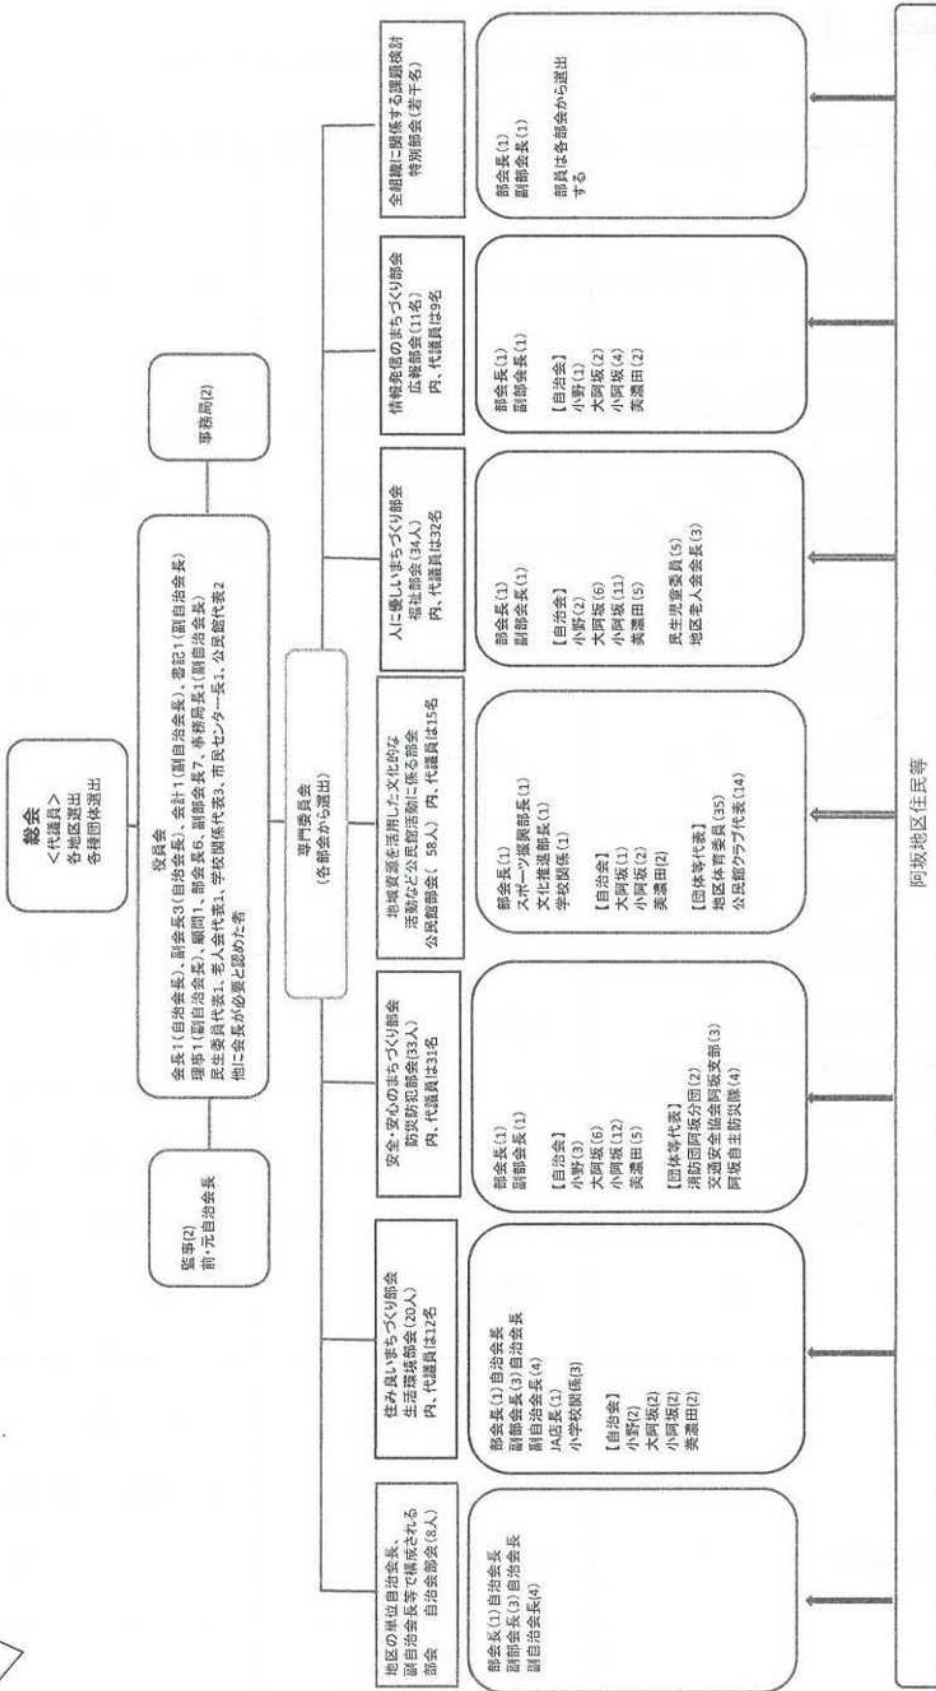 総会
<代議員>
各地区選出
各種団体選出
監事(2)
前・元自治会長
役員会
会長1(自治会長)、副会長3(自治会長)、会計1(副自治会長)、書記1(副自治会長)
理事1(副自治会長)、顧問1、部会長6、副部会長7、事務局長1(副自治会長)
民生委員代表1、老人会代表1、学校関係代表3、市民センター長1、公民館代表2
他に会長が必要と認めた者
事務局(2)
専門委員会
(各部会から選出)
地区の単位自治会長、
副自治会長等で構成される
部会 自治会部会(8人)
部会長(1)自治会長
副部会長(3)自治会長
副自治会長(4)
住み良いまちづくり部会
生活環境部会(20人)
内、代議員は12名
部会長(1)自治会長
副部会長(3)自治会長
副自治会長(4)
JA店長(1)
小学校関係(3)
【自治会】
小野(2)
大阿坂(2)
小阿坂(2)
美濃田(2)
安全・安心のまちづくり部会
防災防犯部会(33人)
内、代議員は31名
部会長(1)
副部会長(1)
【自治会】
小野(3)
大阿坂(6)
小阿坂(12)
美濃田(5)
【団体等代表】
消防団阿坂分団(2)
交通安全協会阿坂支部(3)
阿坂自主防災隊(4)
地域資源を活用した文化的な
活動など公民館活動に係る部会
公民館部会( 58人) 内、代議員は15名
部会長(1)
スポーツ振興部長(1)
文化推進部長(1)
学校関係(1)
【自治会】
大阿坂(1)
小阿坂(2)
美濃田(2)
【団体等代表】
地区体育委員(35)
公民館クラブ代表(14)
人に優しいまちづくり部会
福祉部会(34人)
内、代議員は32名
部会長(1)
副部会長(1)
【自治会】
小野(2)
大阿坂(6)
小阿坂(11)
美濃田(5)
民生児童委員(5)
地区老人会会長(3)
情報発信のまちづくり部会
広報部会(11名)
内、代議員は9名
部会長(1)
副部会長(1)
【自治会】
小野(1)
大阿坂(2)
小阿坂(4)
美濃田(2)
全組織に関係する課題検討
特別部会(若干名)
部会長(1)
副部会長(1)
部員は各部会から選出
する
阿坂地区住民等